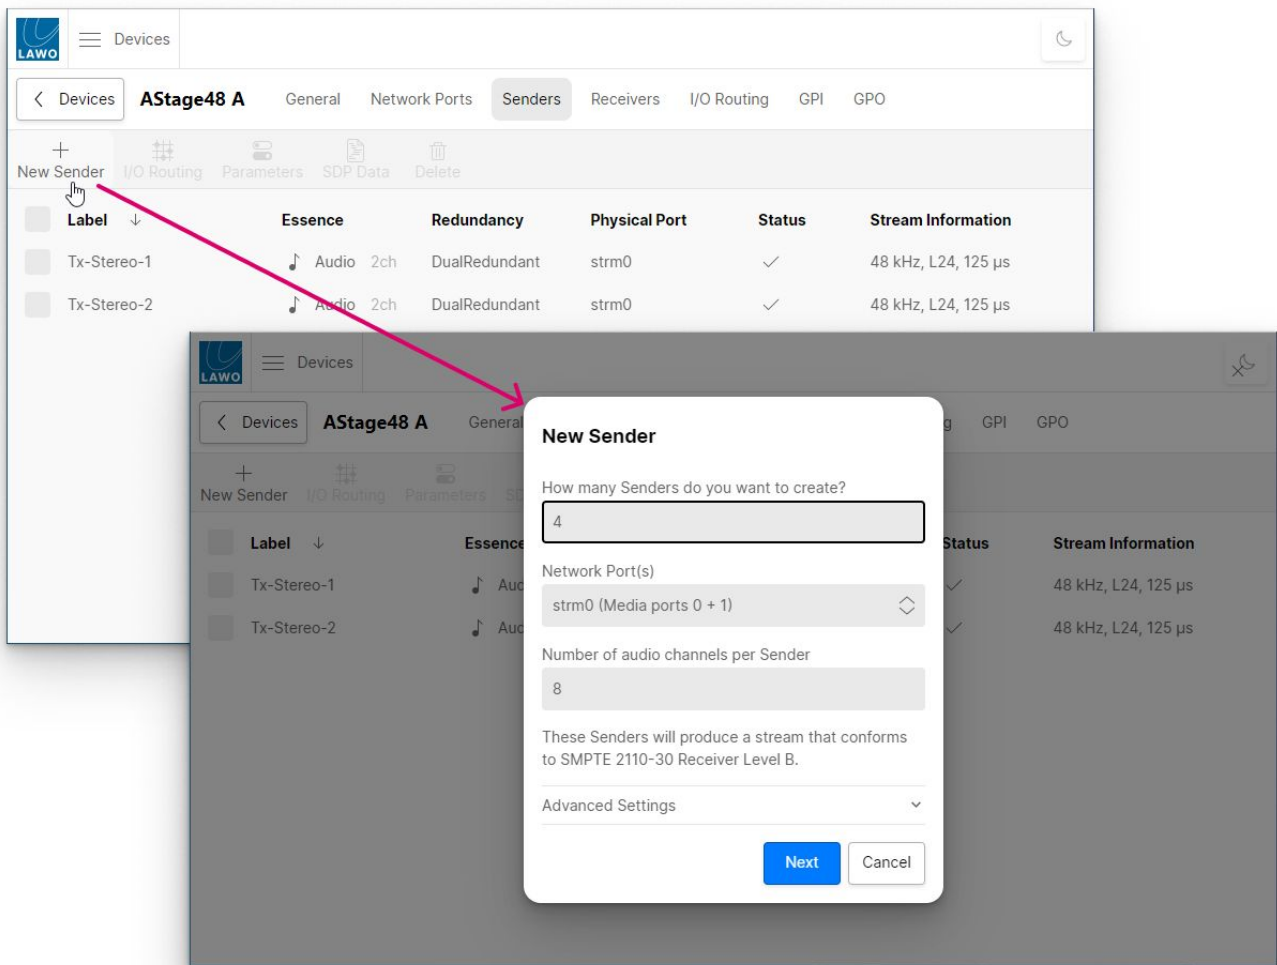 LAWO
Devices
Devices AStage48 A General Network Ports Senders Receivers I/O Routing GPI GPO
New Sender I/O Routing Parameters SDP Data Delete
Label Essence Redundancy Physical Port Status Stream Information
Tx-Stereo-1 Audio 2ch DualRedundant strm0 48 kHz, L24, 125 µs
Tx-Stereo-2 Audio 2ch DualRedundant strm0 48 kHz, L24, 125 µs
LAWO
Devices
Devices AStage48 A General g GPI GPO
New Sender I/O Routing Parameters SD
Label Essence Status Stream Information
Tx-Stereo-1 Aud 48 kHz, L24, 125 µs
Tx-Stereo-2 Aud 48 kHz, L24, 125 µs
New Sender
How many Senders do you want to create?
4
Network Port(s)
strm0 (Media ports 0 + 1)
Number of audio channels per Sender
8
These Senders will produce a stream that conforms
to SMPTE 2110-30 Receiver Level B.
Advanced Settings
Next Cancel